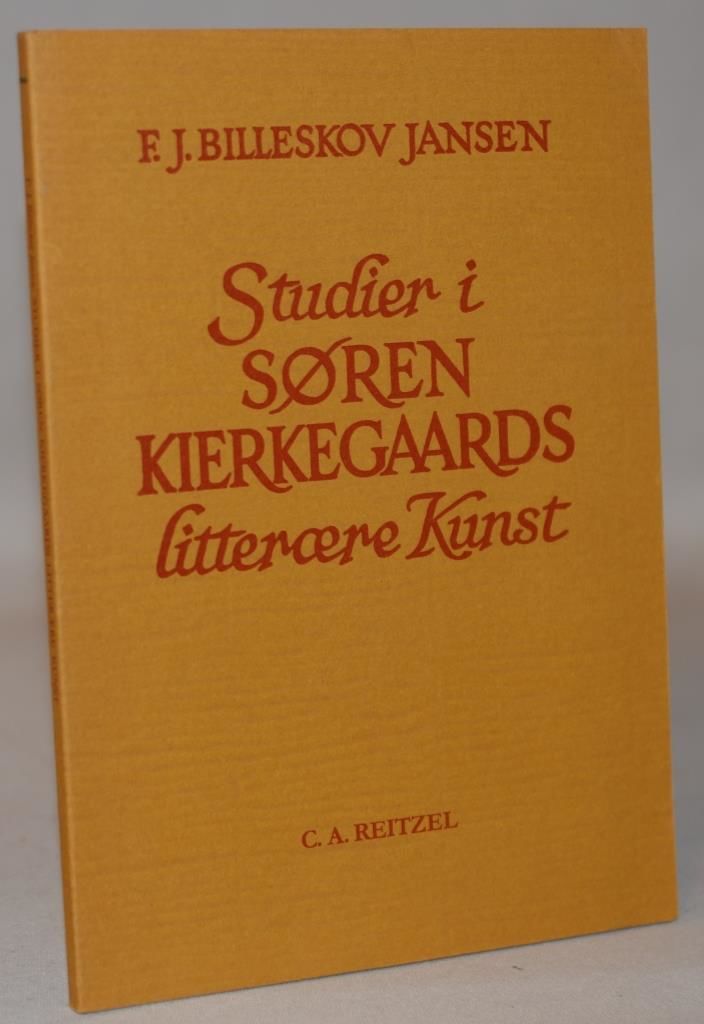 F. J. BILLESKOV JANSEN
Studier i
SØREN
KIERKEGAARDS
litterære Kunst
C. A. REITZEL